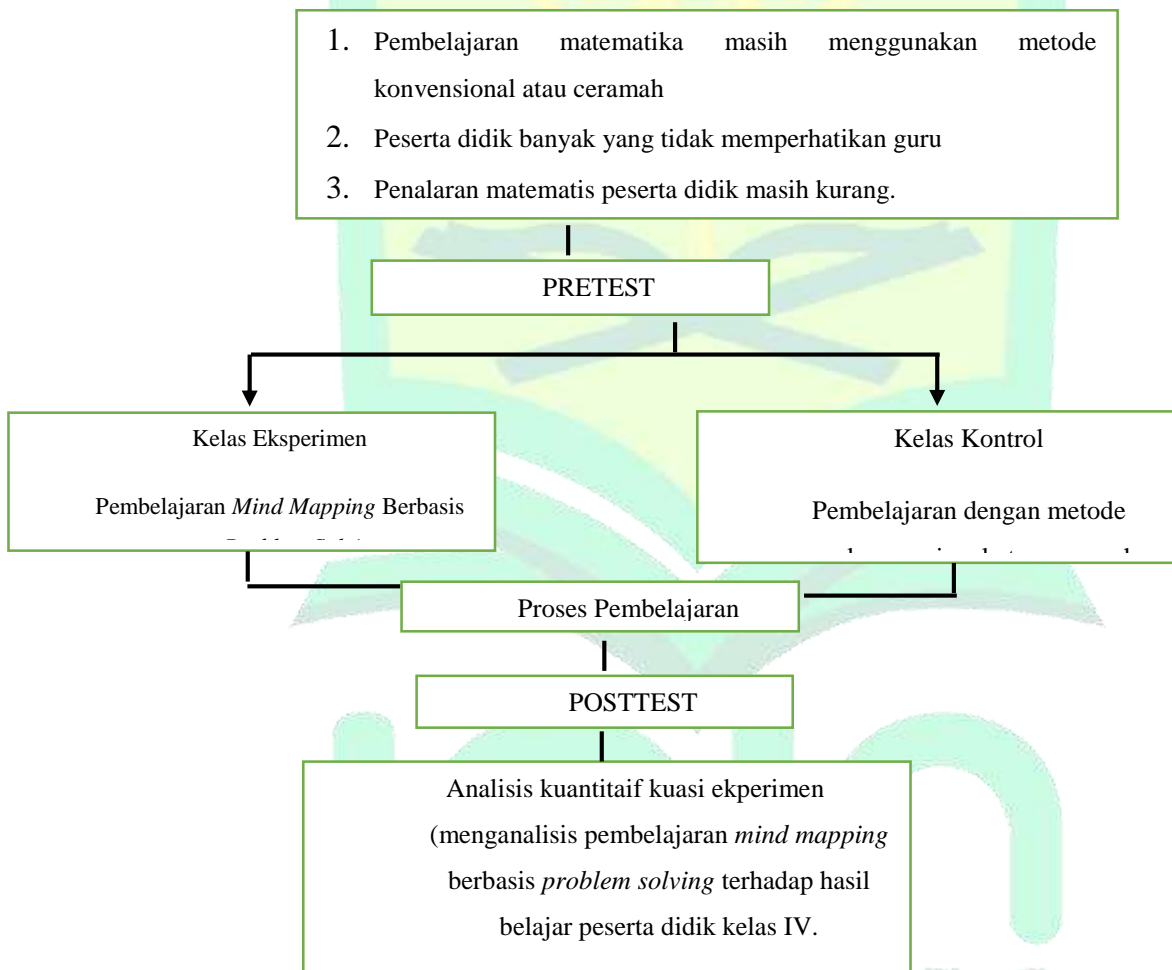 1. Pembelajaran matematika masih menggunakan metode
konvensional atau ceramah
2. Peserta didik banyak yang tidak memperhatikan guru
3. Penalaran matematis peserta didik masih kurang.
PRETEST
Kelas Eksperimen
Pembelajaran Mind Mapping Berbasis
Kelas Kontrol
Pembelajaran dengan metode
Proses Pembelajaran
POSTTEST
Analisis kuantitaif kuasi ekperimen
(menganalisis pembelajaran mind mapping
berbasis problem solving terhadap hasil
belajar peserta didik kelas IV.